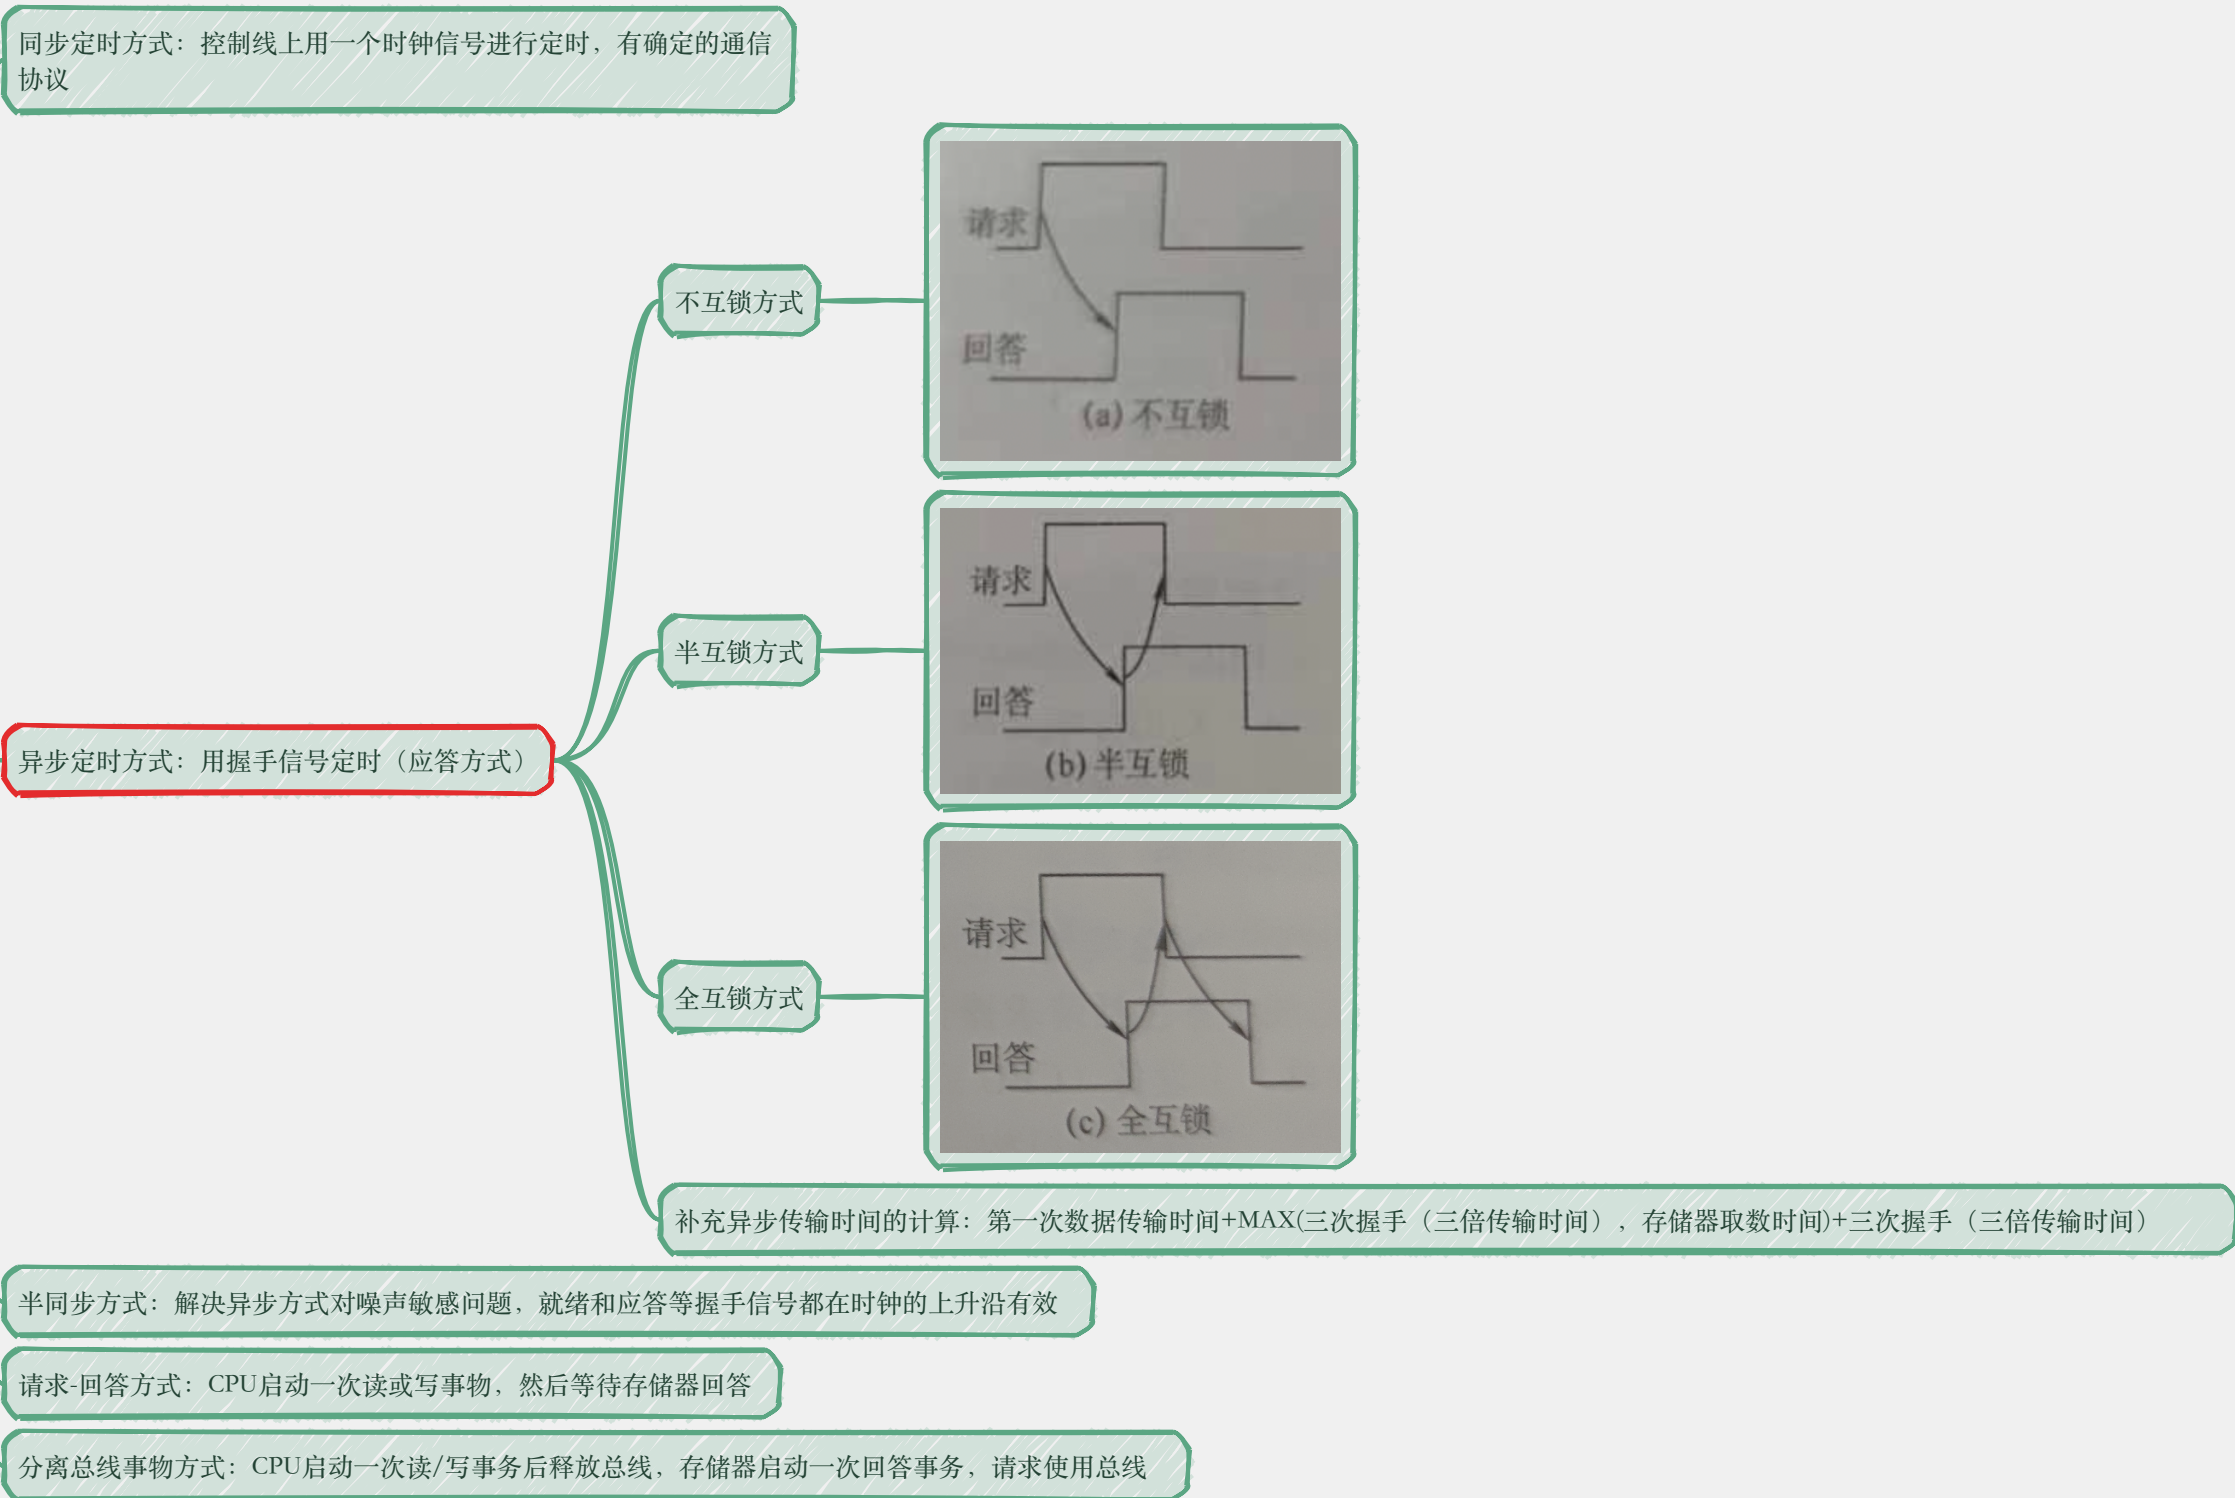 同步定时方式：控制线上用一个时钟信号进行定时，有确定的通信
协议
请求
回答
(a) 不互锁
不互锁方式
请求
回答
(b) 半互锁
半互锁方式
异步定时方式：用握手信号定时（应答方式）
请求
回答
(c) 全互锁
全互锁方式
补充异步传输时间的计算：第一次数据传输时间+MAX(三次握手（三倍传输时间），存储器取数时间)+三次握手（三倍传输时间）
半同步方式：解决异步方式对噪声敏感问题，就绪和应答等握手信号都在时钟的上升沿有效
请求-回答方式：CPU启动一次读或写事物，然后等待存储器回答
分离总线事物方式：CPU启动一次读/写事务后释放总线，存储器启动一次回答事务，请求使用总线